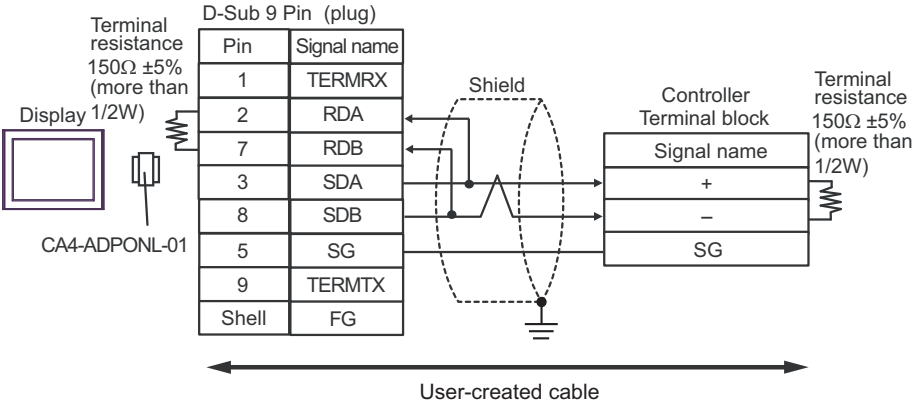 D-Sub 9 Pin (plug)
Terminal
resistance
150Ω ±5%
(more than
1/2W)
Display
CA4-ADPONL-01
Pin Signal name
1 TERMRX
2 RDA
7 RDB
3 SDA
8 SDB
5 SG
9 TERMTX
Shell FG
Shield
Controller
Terminal block
Signal name
+
–
SG
Terminal
resistance
150Ω ±5%
(more than
1/2W)
User-created cable